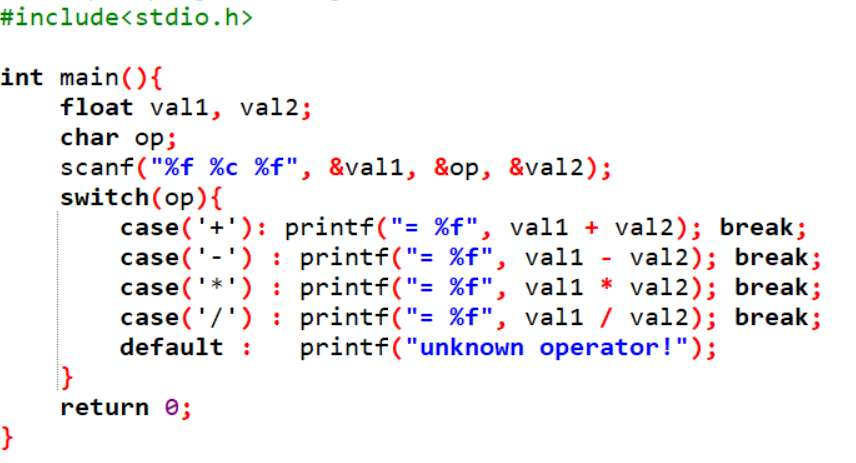 #include<stdio.h>
int main(){
float val1, val2;
char op;
scanf("%f %c %f", &val1, &op, &val2);
switch(op){
case('+'): printf("= %f", val1 + val2); break;
case('-') : printf("= %f", val1 - val2); break;
case('*') : printf("= %f", val1 * val2); break;
case('/') : printf("= %f", val1 / val2); break;
default :   printf("unknown operator!");
}
return 0;
}